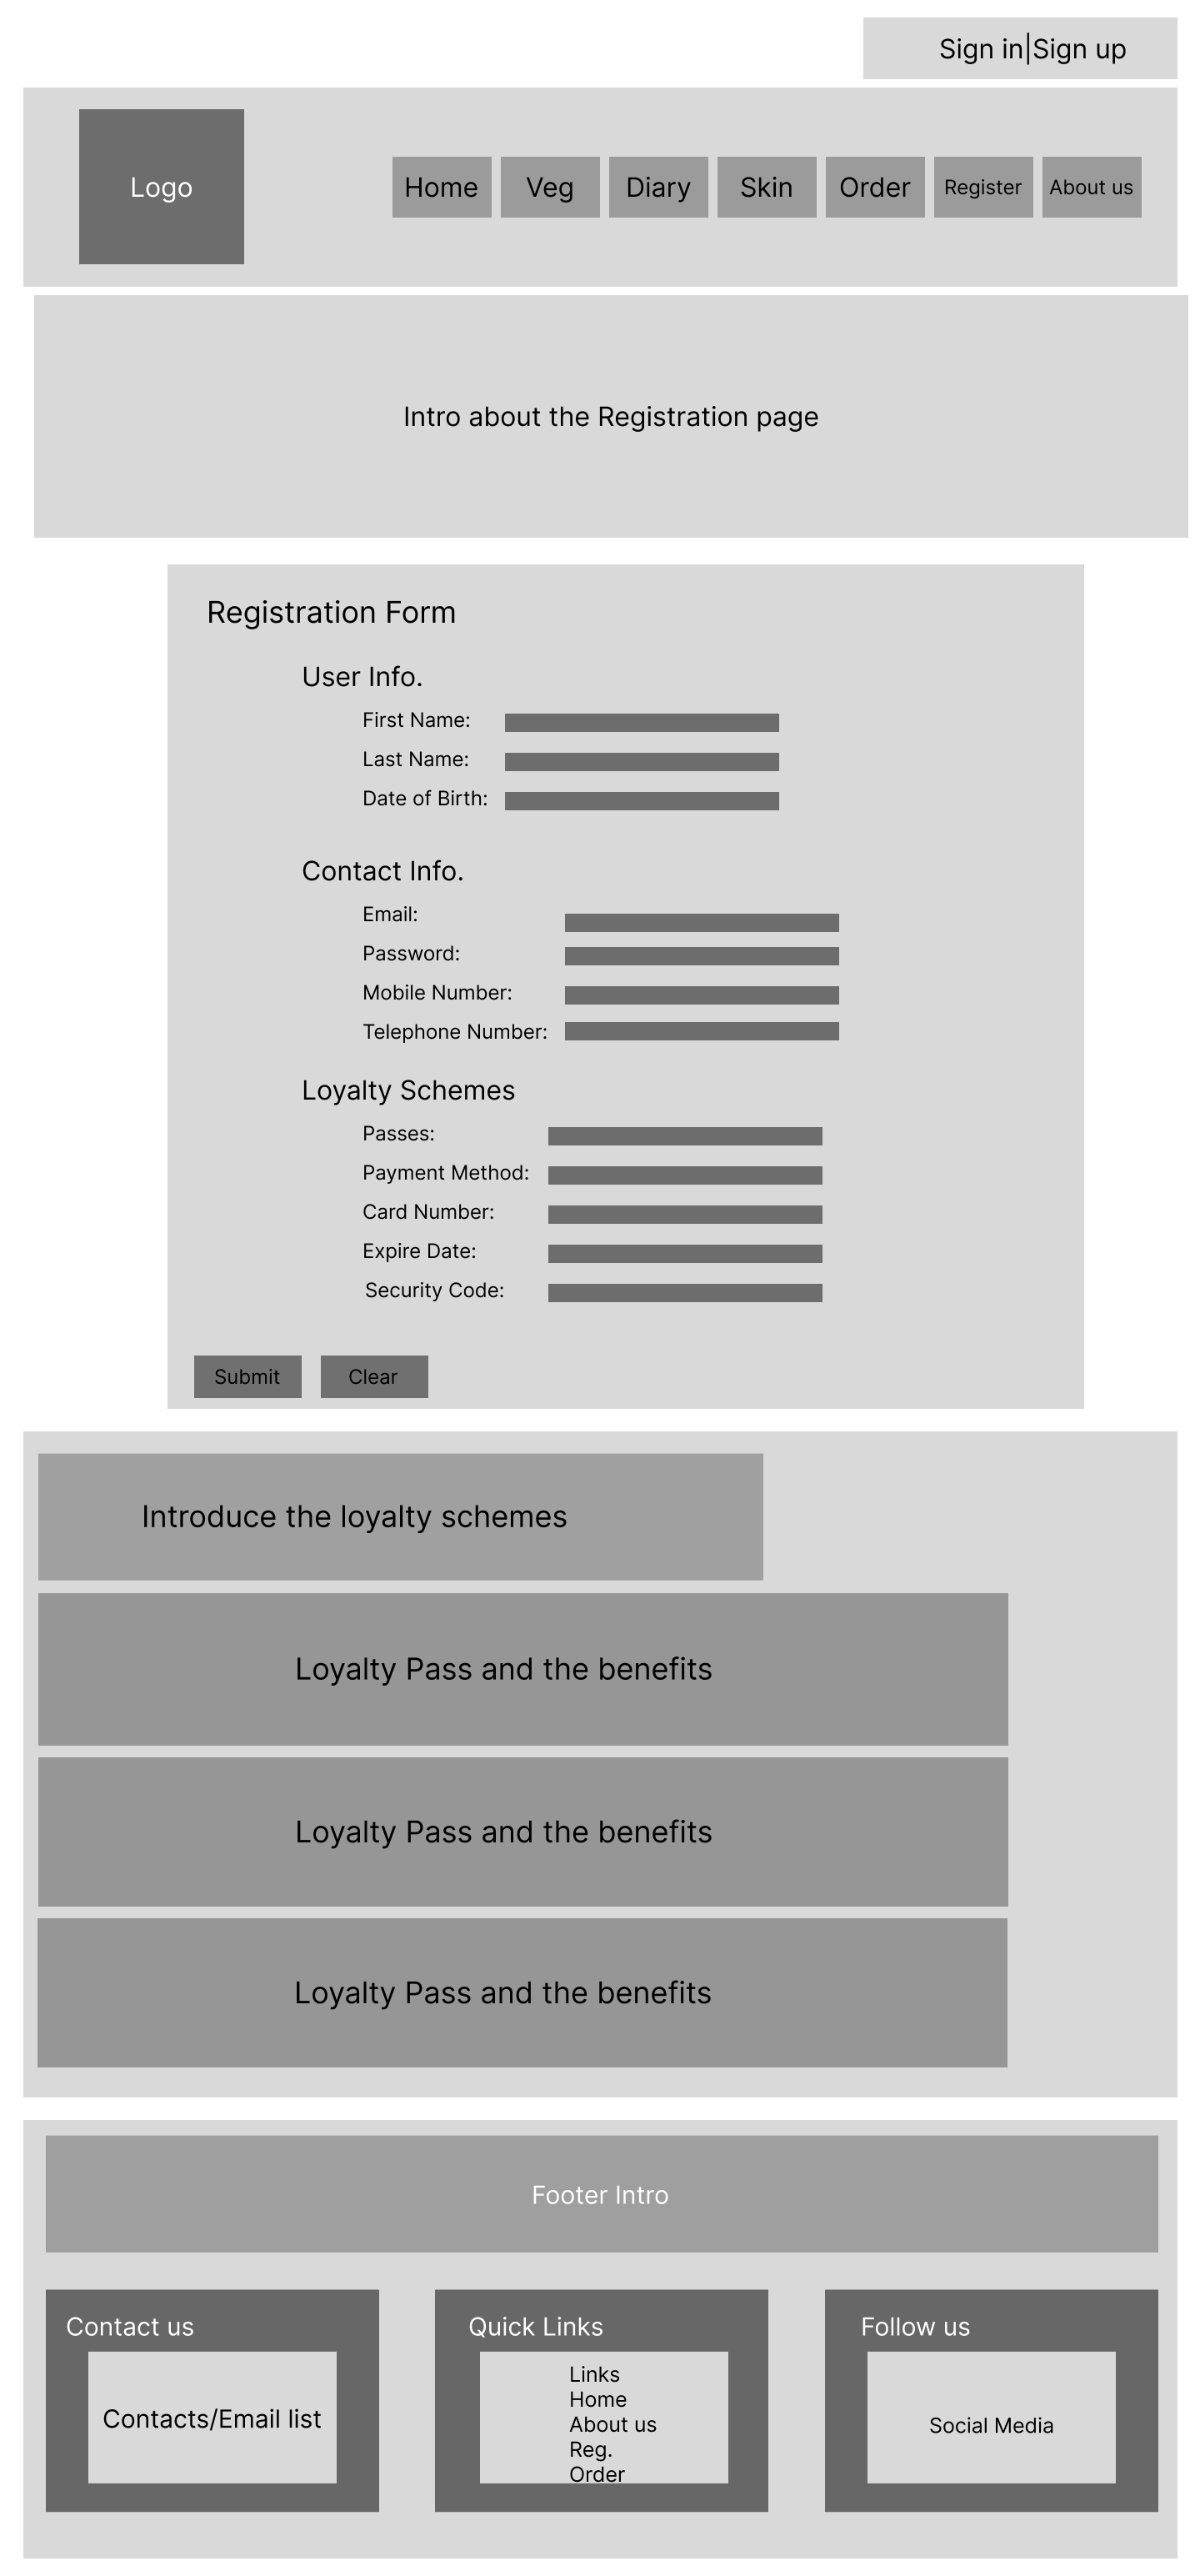 Sign in|Sign up
Logo
Home Veg Diary Skin Order Register About us
Intro about the Registration page
Registration Form
User Info.
First Name:
Last Name:
Date of Birth:
Contact Info.
Email:
Password:
Mobile Number:
Telephone Number:
Loyalty Schemes
Passes:
Payment Method:
Card Number:
Expire Date:
Security Code:
Submit Clear
Introduce the loyalty schemes
Loyalty Pass and the benefits
Loyalty Pass and the benefits
Loyalty Pass and the benefits
Footer Intro
Contact us
Contacts/Email list
Quick Links
Links
Home
About us
Reg.
Order
Follow us
Social Media